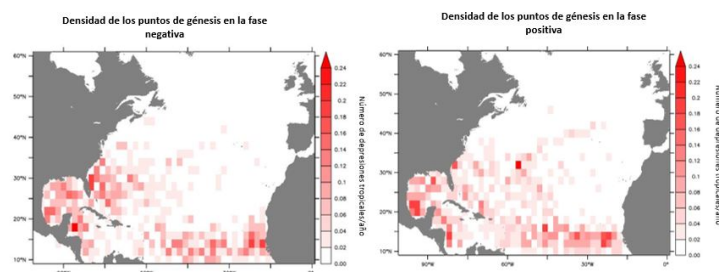 Densidad de los puntos de génesis en la fase
negativa
60°N
50°N
40°N
30°N
20°N
10°N
0.24
0.22
0.2
0.18
0.16
0.14
0.12
0.1
0.08
0.06
0.04
0.02
0.00
Número de depresiones tropicales/año
Densidad de los puntos de génesis en la fase
positiva
60°N
50°N
40°N
30°N
20°N
10°N
90°W
60°W
30°W
0°
0.24
0.22
0.2
0.18
0.16
0.14
0.12
0.1
0.08
0.06
0.04
0.02
0.00